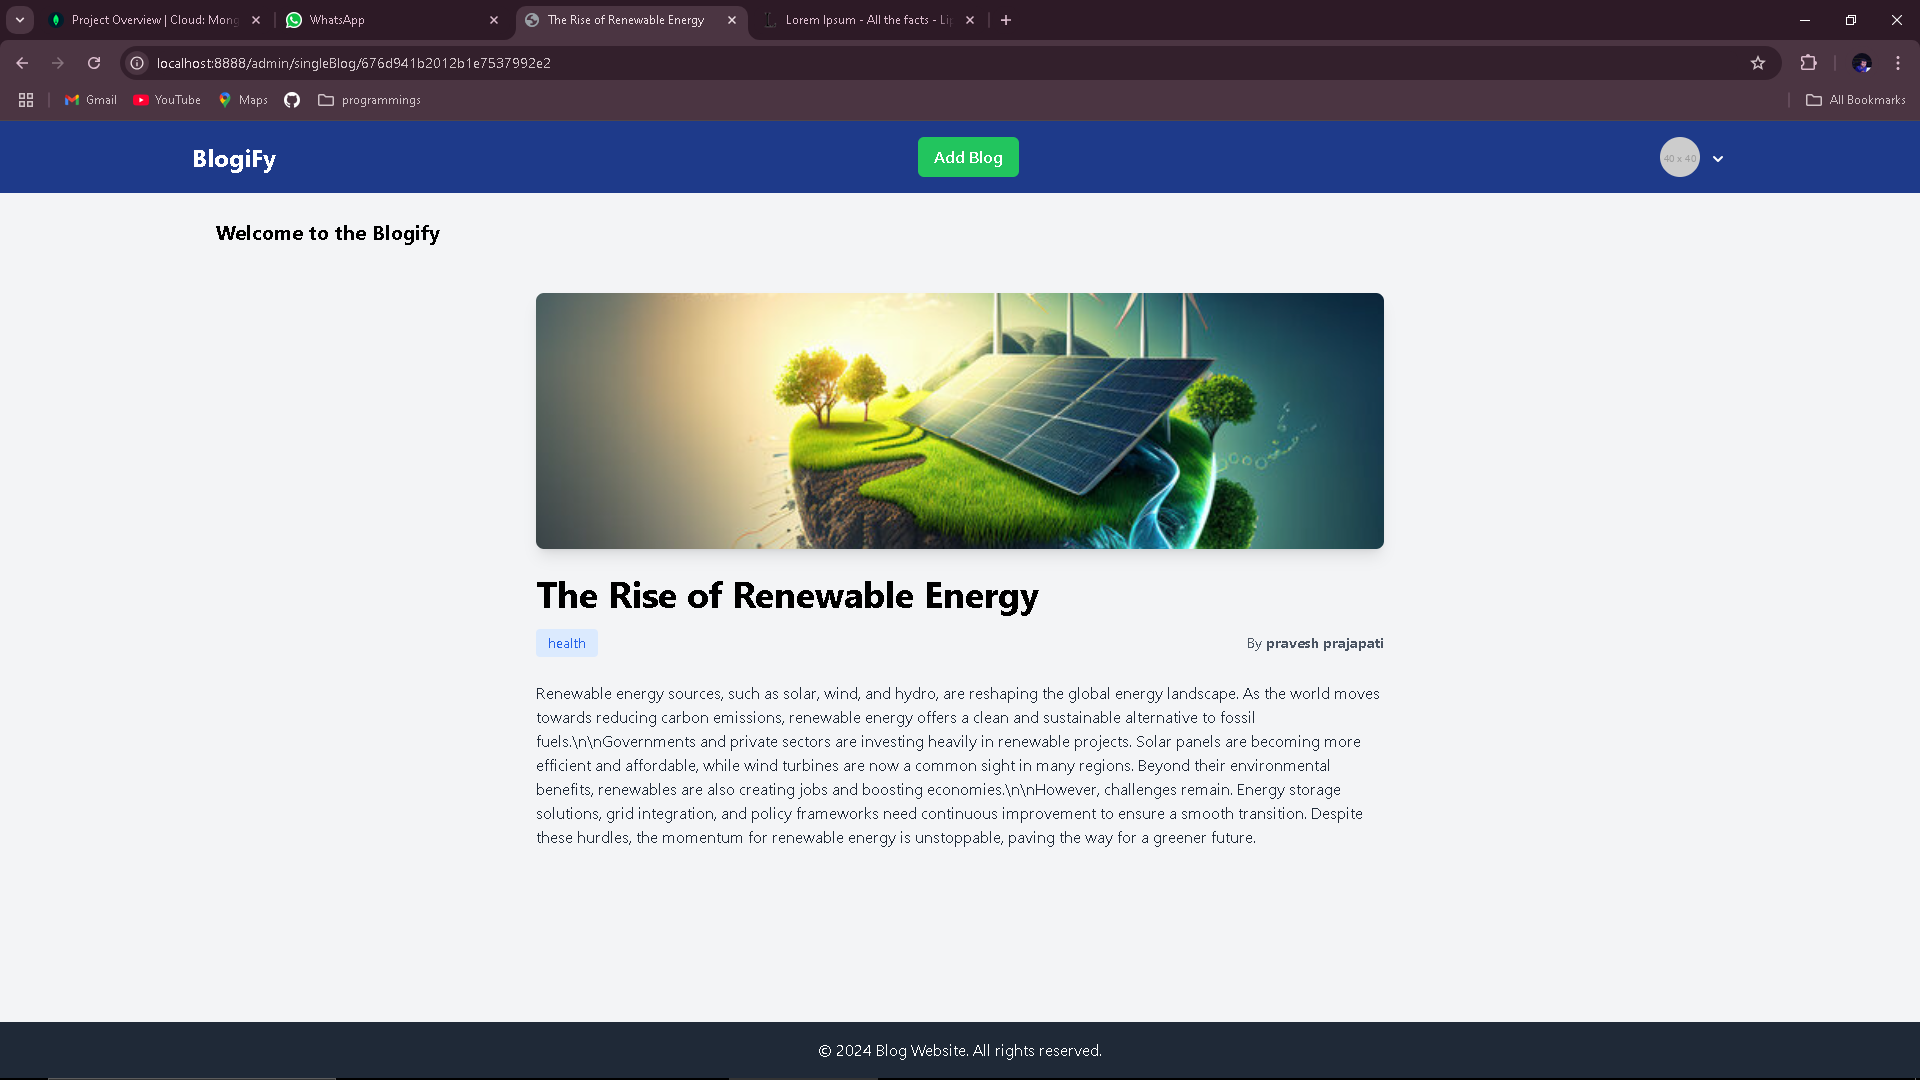 Project Overview | Cloud: Mong
WhatsApp
The Rise of Renewable Energy
Lorem Ipsum - All the facts - Lip
localhost:8888/admin/singleBlog/676d941b2012b1e7537992e2
Gmail
YouTube
Maps
programmings
All Bookmarks
BlogiFy
Add Blog
40 x 40
Welcome to the Blogify
The Rise of Renewable Energy
health
By pravesh prajapati
Renewable energy sources, such as solar, wind, and hydro, are reshaping the global energy landscape. As the world moves
towards reducing carbon emissions, renewable energy offers a clean and sustainable alternative to fossil
fuels.\n\nGovernments and private sectors are investing heavily in renewable projects. Solar panels are becoming more
efficient and affordable, while wind turbines are now a common sight in many regions. Beyond their environmental
benefits, renewables are also creating jobs and boosting economies.\n\nHowever, challenges remain. Energy storage
solutions, grid integration, and policy frameworks need continuous improvement to ensure a smooth transition. Despite
these hurdles, the momentum for renewable energy is unstoppable, paving the way for a greener future.
© 2024 Blog Website. All rights reserved.